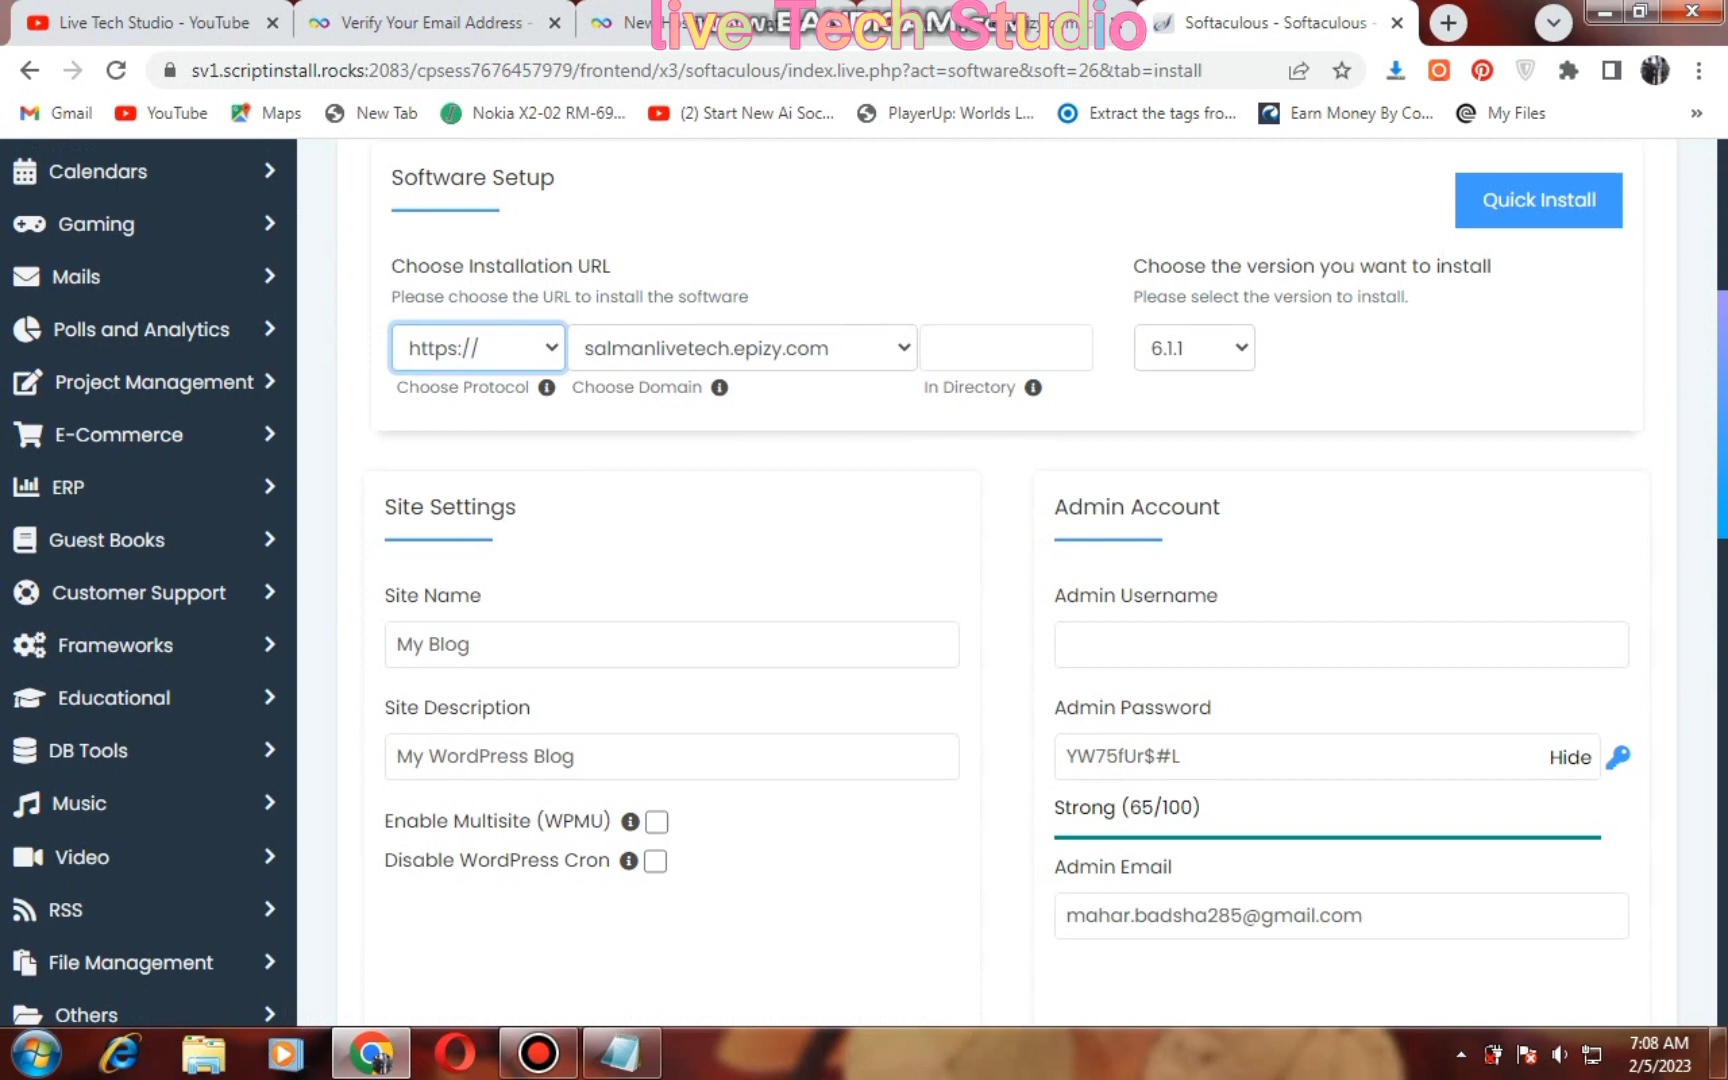 Live Tech Studio - YouTube
Verify Your Email Address -
New Hos
live Tech Studio
Softaculous - Softaculous -
sv1.scriptinstall.rocks:2083/cpsess7676457979/frontend/x3/softaculous/index.live.php?act=software&soft=26&tab=install
Gmail
YouTube
Maps
New Tab
Nokia X2-02 RM-69...
(2) Start New Ai Soc...
PlayerUp: Worlds L...
Extract the tags fro...
Earn Money By Co...
My Files
»
Calendars
Gaming
Mails
Polls and Analytics
Project Management
E-Commerce
ERP
Guest Books
Customer Support
Frameworks
Educational
DB Tools
Music
Video
RSS
File Management
Others
Software Setup
Quick Install
Choose Installation URL
Please choose the URL to install the software
https://
salmanlivetech.epizy.com
Choose Protocol
Choose Domain
In Directory
Choose the version you want to install
Please select the version to install.
6.1.1
Site Settings
Site Name
My Blog
Site Description
My WordPress Blog
Enable Multisite (WPMU)
Disable WordPress Cron
Admin Account
Admin Username
Admin Password
YW75fUr$#L
Hide
Strong (65/100)
Admin Email
mahar.badsha285@gmail.com
7:08 AM
2/5/2023